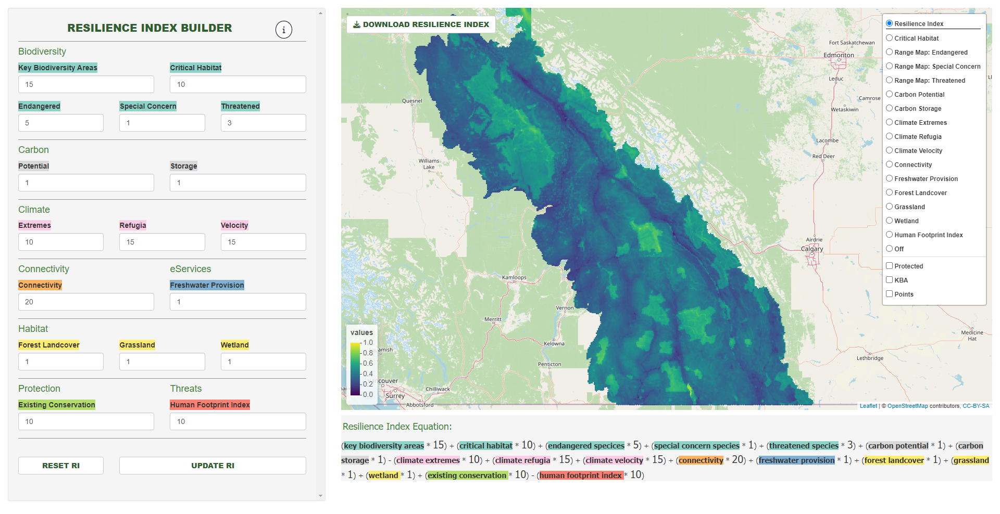 RESILIENCE INDEX BUILDER
i
Biodiversity
Key Biodiversity Areas
Critical Habitat
15
10
Endangered
Special Concern
Threatened
5
1
3
Carbon
Potential
Storage
1
1
Climate
Extremes
Refugia
Velocity
10
15
15
Connectivity
eServices
Connectivity
Freshwater Provision
20
1
Habitat
Forest Landcover
Grassland
Wetland
1
1
1
Protection
Threats
Existing Conservation
Human Footprint Index
10
10
RESET RI
UPDATE RI
DOWNLOAD RESILIENCE INDEX
Resilience Index
Critical Habitat
Range Map: Endangered
Range Map: Special Concern
Range Map: Threatened
Carbon Potential
Carbon Storage
Climate Extremes
Climate Refugia
Climate Velocity
Connectivity
Freshwater Provision
Forest Landcover
Grassland
Wetland
Human Footprint Index
Off
Protected
KBA
Points
Fort Saskatchewan
Edmonton
Leduc
Camrose
Wetaskiwin
Lacombe
Red Deer
Airdrie
Calgary
Medicine
Hat
Lethbridge
Quesnel
Williams
Lake
Kamloops
Vernon
Merritt
Kelowna
Penticton
amish
ncouver
Surrey
Chilliwack
Abbotsford
values
1.0
0.8
0.6
0.4
0.2
0.0
Leaflet | © OpenStreetMap contributors, CC-BY-SA
Resilience Index Equation:
(key biodiversity areas * 15) + (critical habitat * 10) + (endangered specices * 5) + (special concern species * 1) + (threatened species * 3) + (carbon potential * 1) + (carbon
storage * 1) - (climate extremes * 10) + (climate refugia * 15) + (climate velocity * 15) + (connectivity * 20) + (freshwater provision * 1) + (forest landcover * 1) + (grassland
* 1) + (wetland * 1) + (existing conservation * 10) - (human footprint index * 10)